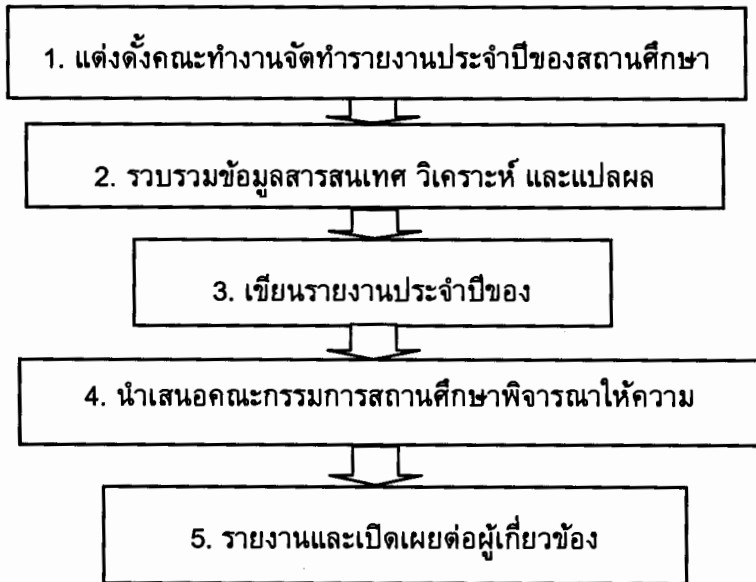 1. แต่งตั้งคณะทำงานจัดทำรายงานประจำปีของสถานศึกษา
2. รวบรวมข้อมูลสารสนเทศ วิเคราะห์ และแปลผล
3. เขียนรายงานประจำปีของ
4. นำเสนอคณะกรรมการสถานศึกษาพิจารณาให้ความ
5. รายงานและเปิดเผยต่อผู้เกี่ยวข้อง